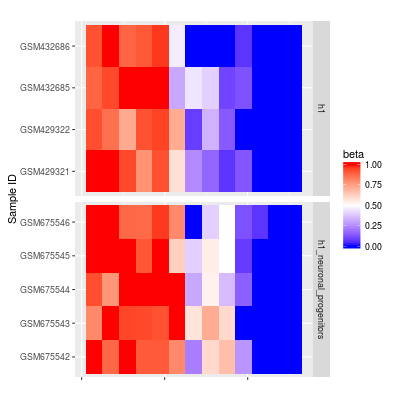 GSM432686
GSM432685
GSM429322
GSM429321
h1
GSM675546
GSM675545
GSM675544
GSM675543
GSM675542
h1_neuronal_progenitors
Sample ID
beta
1.00
0.75
0.50
0.25
0.00